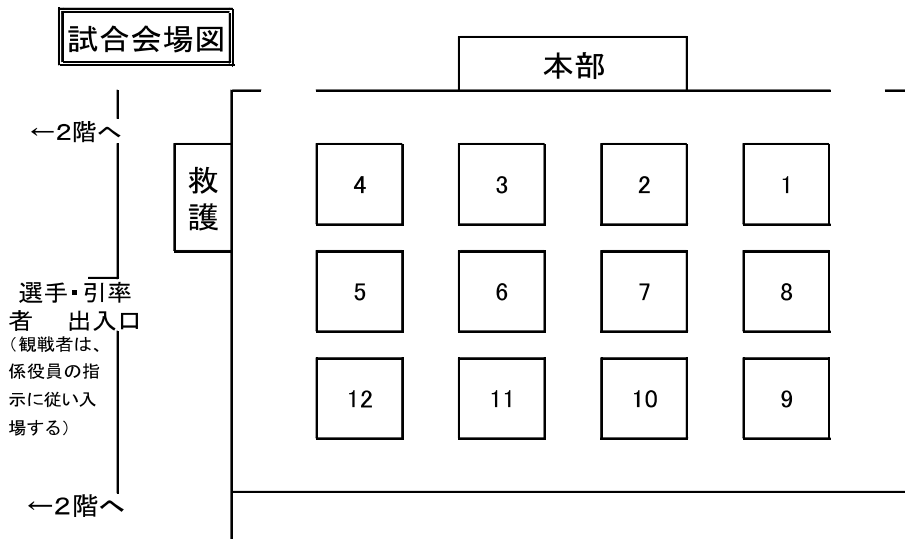 試合会場図
本部
←2階へ
救
護
4
3
2
1
5
6
7
8
選手・引率
者 出入口
(観戦者は、
係役員の指
示に従い入
場する)
12
11
10
9
←2階へ